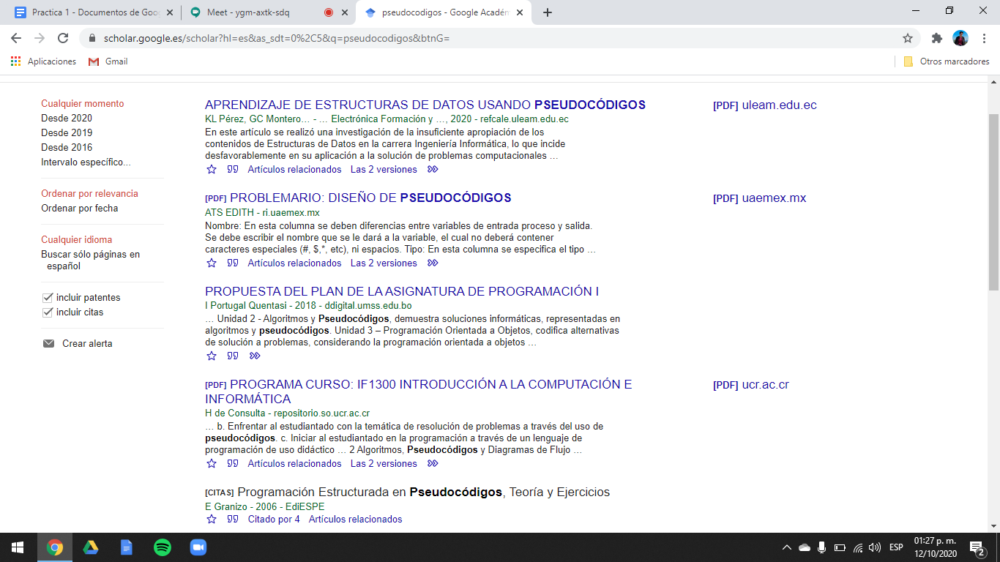 Practica 1 - Documentos de Goo
Meet - ygm-axtk-sdq
pseudocodigos - Google Académ
scholar.google.es/scholar?hl=es&as_sdt=0%2C5&q=pseudocodigos&btnG=
Aplicaciones
Gmail
Otros marcadores
Cualquier momento
Desde 2020
Desde 2019
Desde 2016
Intervalo específico...
Ordenar por relevancia
Ordenar por fecha
Cualquier idioma
Buscar sólo páginas en
español
incluir patentes
incluir citas
Crear alerta
APRENDIZAJE DE ESTRUCTURAS DE DATOS USANDO PSEUDOCÓDIGOS
[PDF] uleam.edu.ec
KL Pérez, GC Montero… - … Electrónica Formación y …, 2020 - refcale.uleam.edu.ec
En este artículo se realizó una investigación de la insuficiente apropiación de los
contenidos de Estructuras de Datos en la carrera Ingeniería Informática, lo que incide
desfavorablemente en su aplicación a la solución de problemas computacionales …
Artículos relacionados Las 2 versiones
[PDF] PROBLEMARIO: DISEÑO DE PSEUDOCÓDIGOS
[PDF] uaemex.mx
ATS EDITH - ri.uaemex.mx
Nombre: En esta columna se deben diferencias entre variables de entrada proceso y salida.
Se debe escribir el nombre que se le dará a la variable, el cual no deberá contener
caracteres especiales (#, $,*, etc), ni espacios. Tipo: En esta columna se especifica el tipo …
Artículos relacionados Las 2 versiones
PROPUESTA DEL PLAN DE LA ASIGNATURA DE PROGRAMACIÓN I
I Portugal Quentasi - 2018 - ddigital.umss.edu.bo
… Unidad 2 - Algoritmos y Pseudocódigos, demuestra soluciones informáticas, representadas en
algoritmos y pseudocódigos. Unidad 3 – Programación Orientada a Objetos, codifica alternativas
de solución a problemas, considerando la programación orientada a objetos …
[PDF] PROGRAMA CURSO: IF1300 INTRODUCCIÓN A LA COMPUTACIÓN E
INFORMÁTICA
[PDF] ucr.ac.cr
H de Consulta - repositorio.so.ucr.ac.cr
… b. Enfrentar al estudiantado con la temática de resolución de problemas a través del uso de
pseudocódigos. c. Iniciar al estudiantado en la programación a través de un lenguaje de
programación de uso didáctico … 2 Algoritmos, Pseudocódigos y Diagramas de Flujo …
Artículos relacionados Las 2 versiones
[CITAS] Programación Estructurada en Pseudocódigos, Teoría y Ejercicios
E Granizo - 2006 - EdiESPE
Citado por 4 Artículos relacionados
ESP
01:27 p. m.
12/10/2020
2